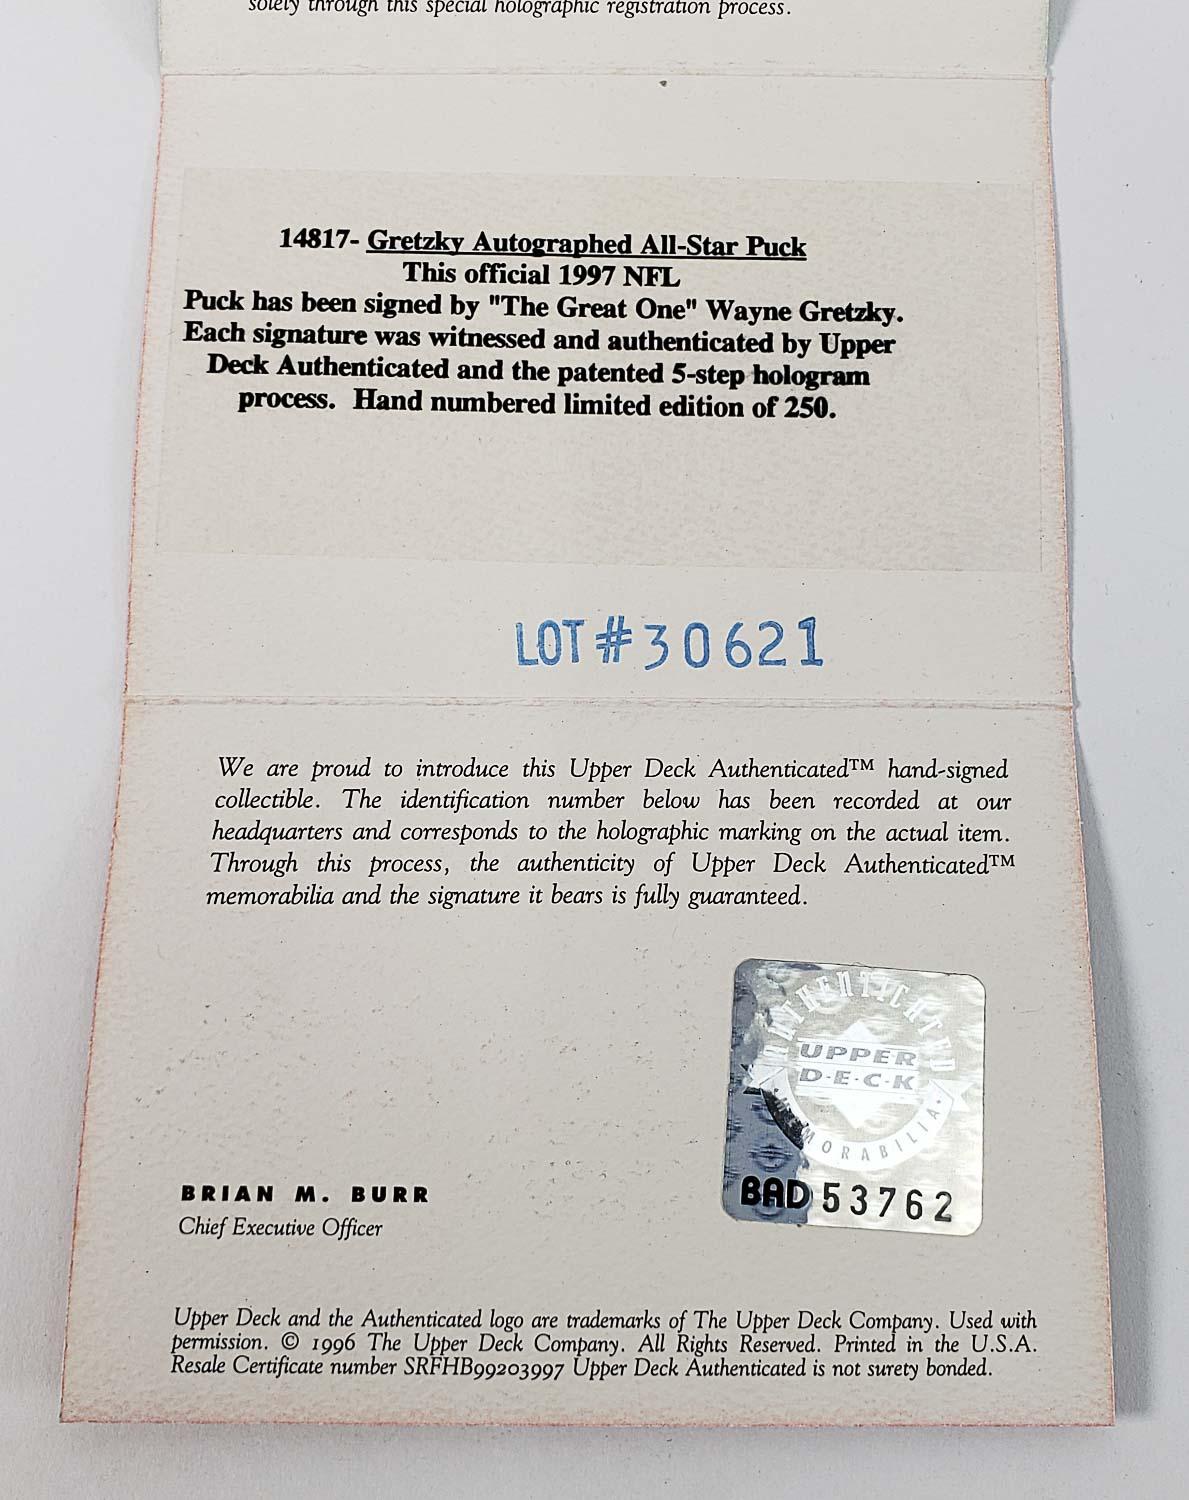 solely through this special holographic registration process.
14817- Gretzky Autographed All-Star Puck
This official 1997 NFL
Puck has been signed by "The Great One" Wayne Gretzky.
Each signature was witnessed and authenticated by Upper
Deck Authenticated and the patented 5-step hologram
process. Hand numbered limited edition of 250.
LOT # 30621
We are proud to introduce this Upper Deck Authenticated™ hand-signed
collectible. The identification number below has been recorded at our
headquarters and corresponds to the holographic marking on the actual item.
Through this process, the authenticity of Upper Deck Authenticated™
memorabilia and the signature it bears is fully guaranteed.
AUTHENTICATED
UPPER
D·E·C·K
MEMORABILIA
BAD53762
BRIAN M. BURR
Chief Executive Officer
Upper Deck and the Authenticated logo are trademarks of The Upper Deck Company. Used with
permission. © 1996 The Upper Deck Company. All Rights Reserved. Printed in the U.S.A.
Resale Certificate number SRFHB99203997 Upper Deck Authenticated is not surety bonded.